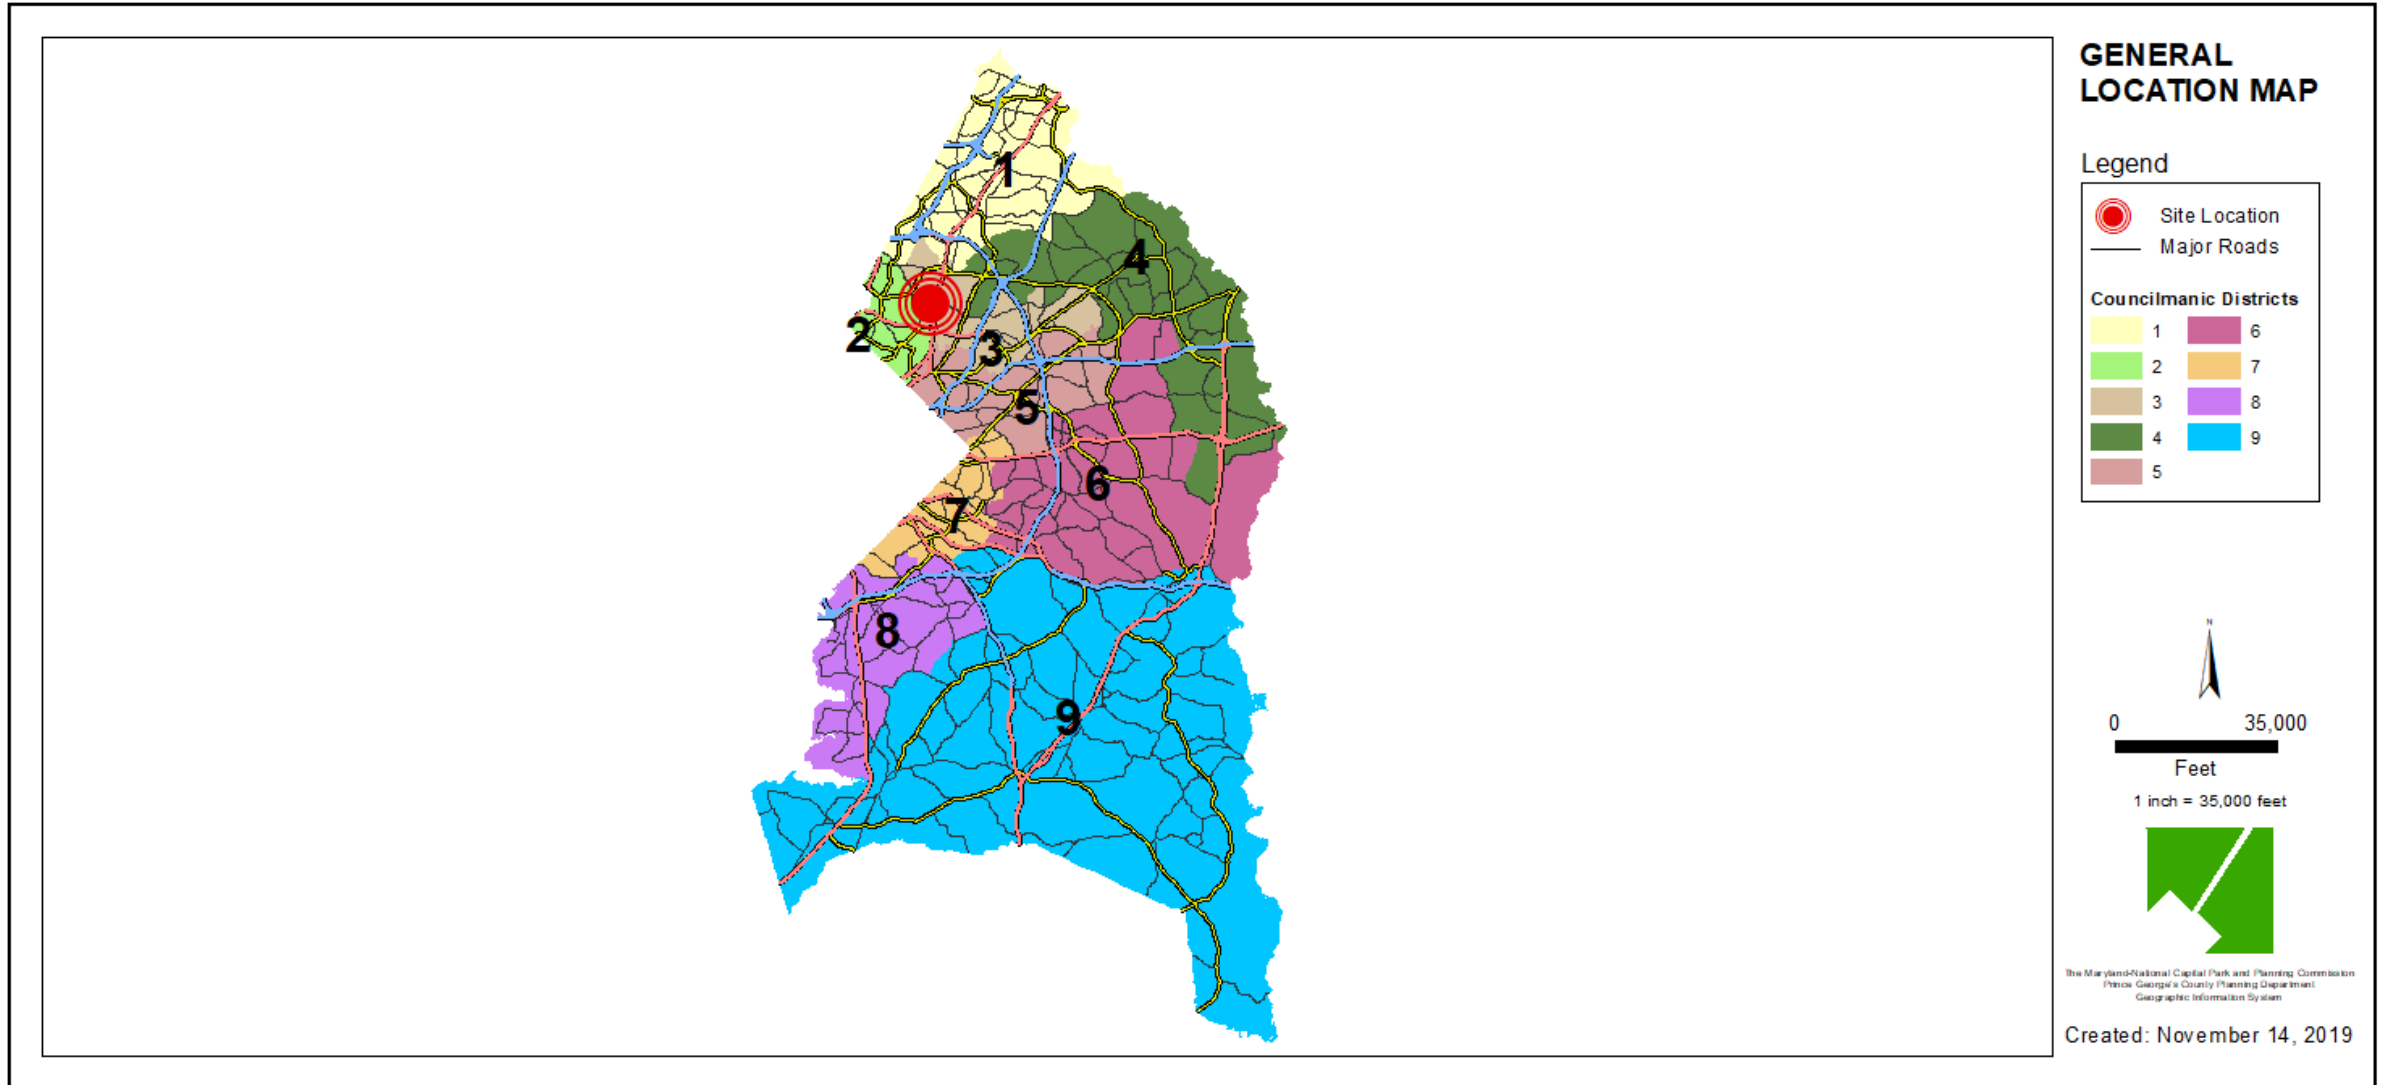 GENERAL
LOCATION MAP
Legend
Site Location
Major Roads
Councilmanic Districts
1 6
2 7
3 8
4 9
5
1
4
2
3
5
6
7
8
9
N
0 35,000
Feet
1 inch = 35,000 feet
The Maryland-National Capital Park and Planning Commission
Prince George's County Planning Department
Geographic Information System
Created: November 14, 2019